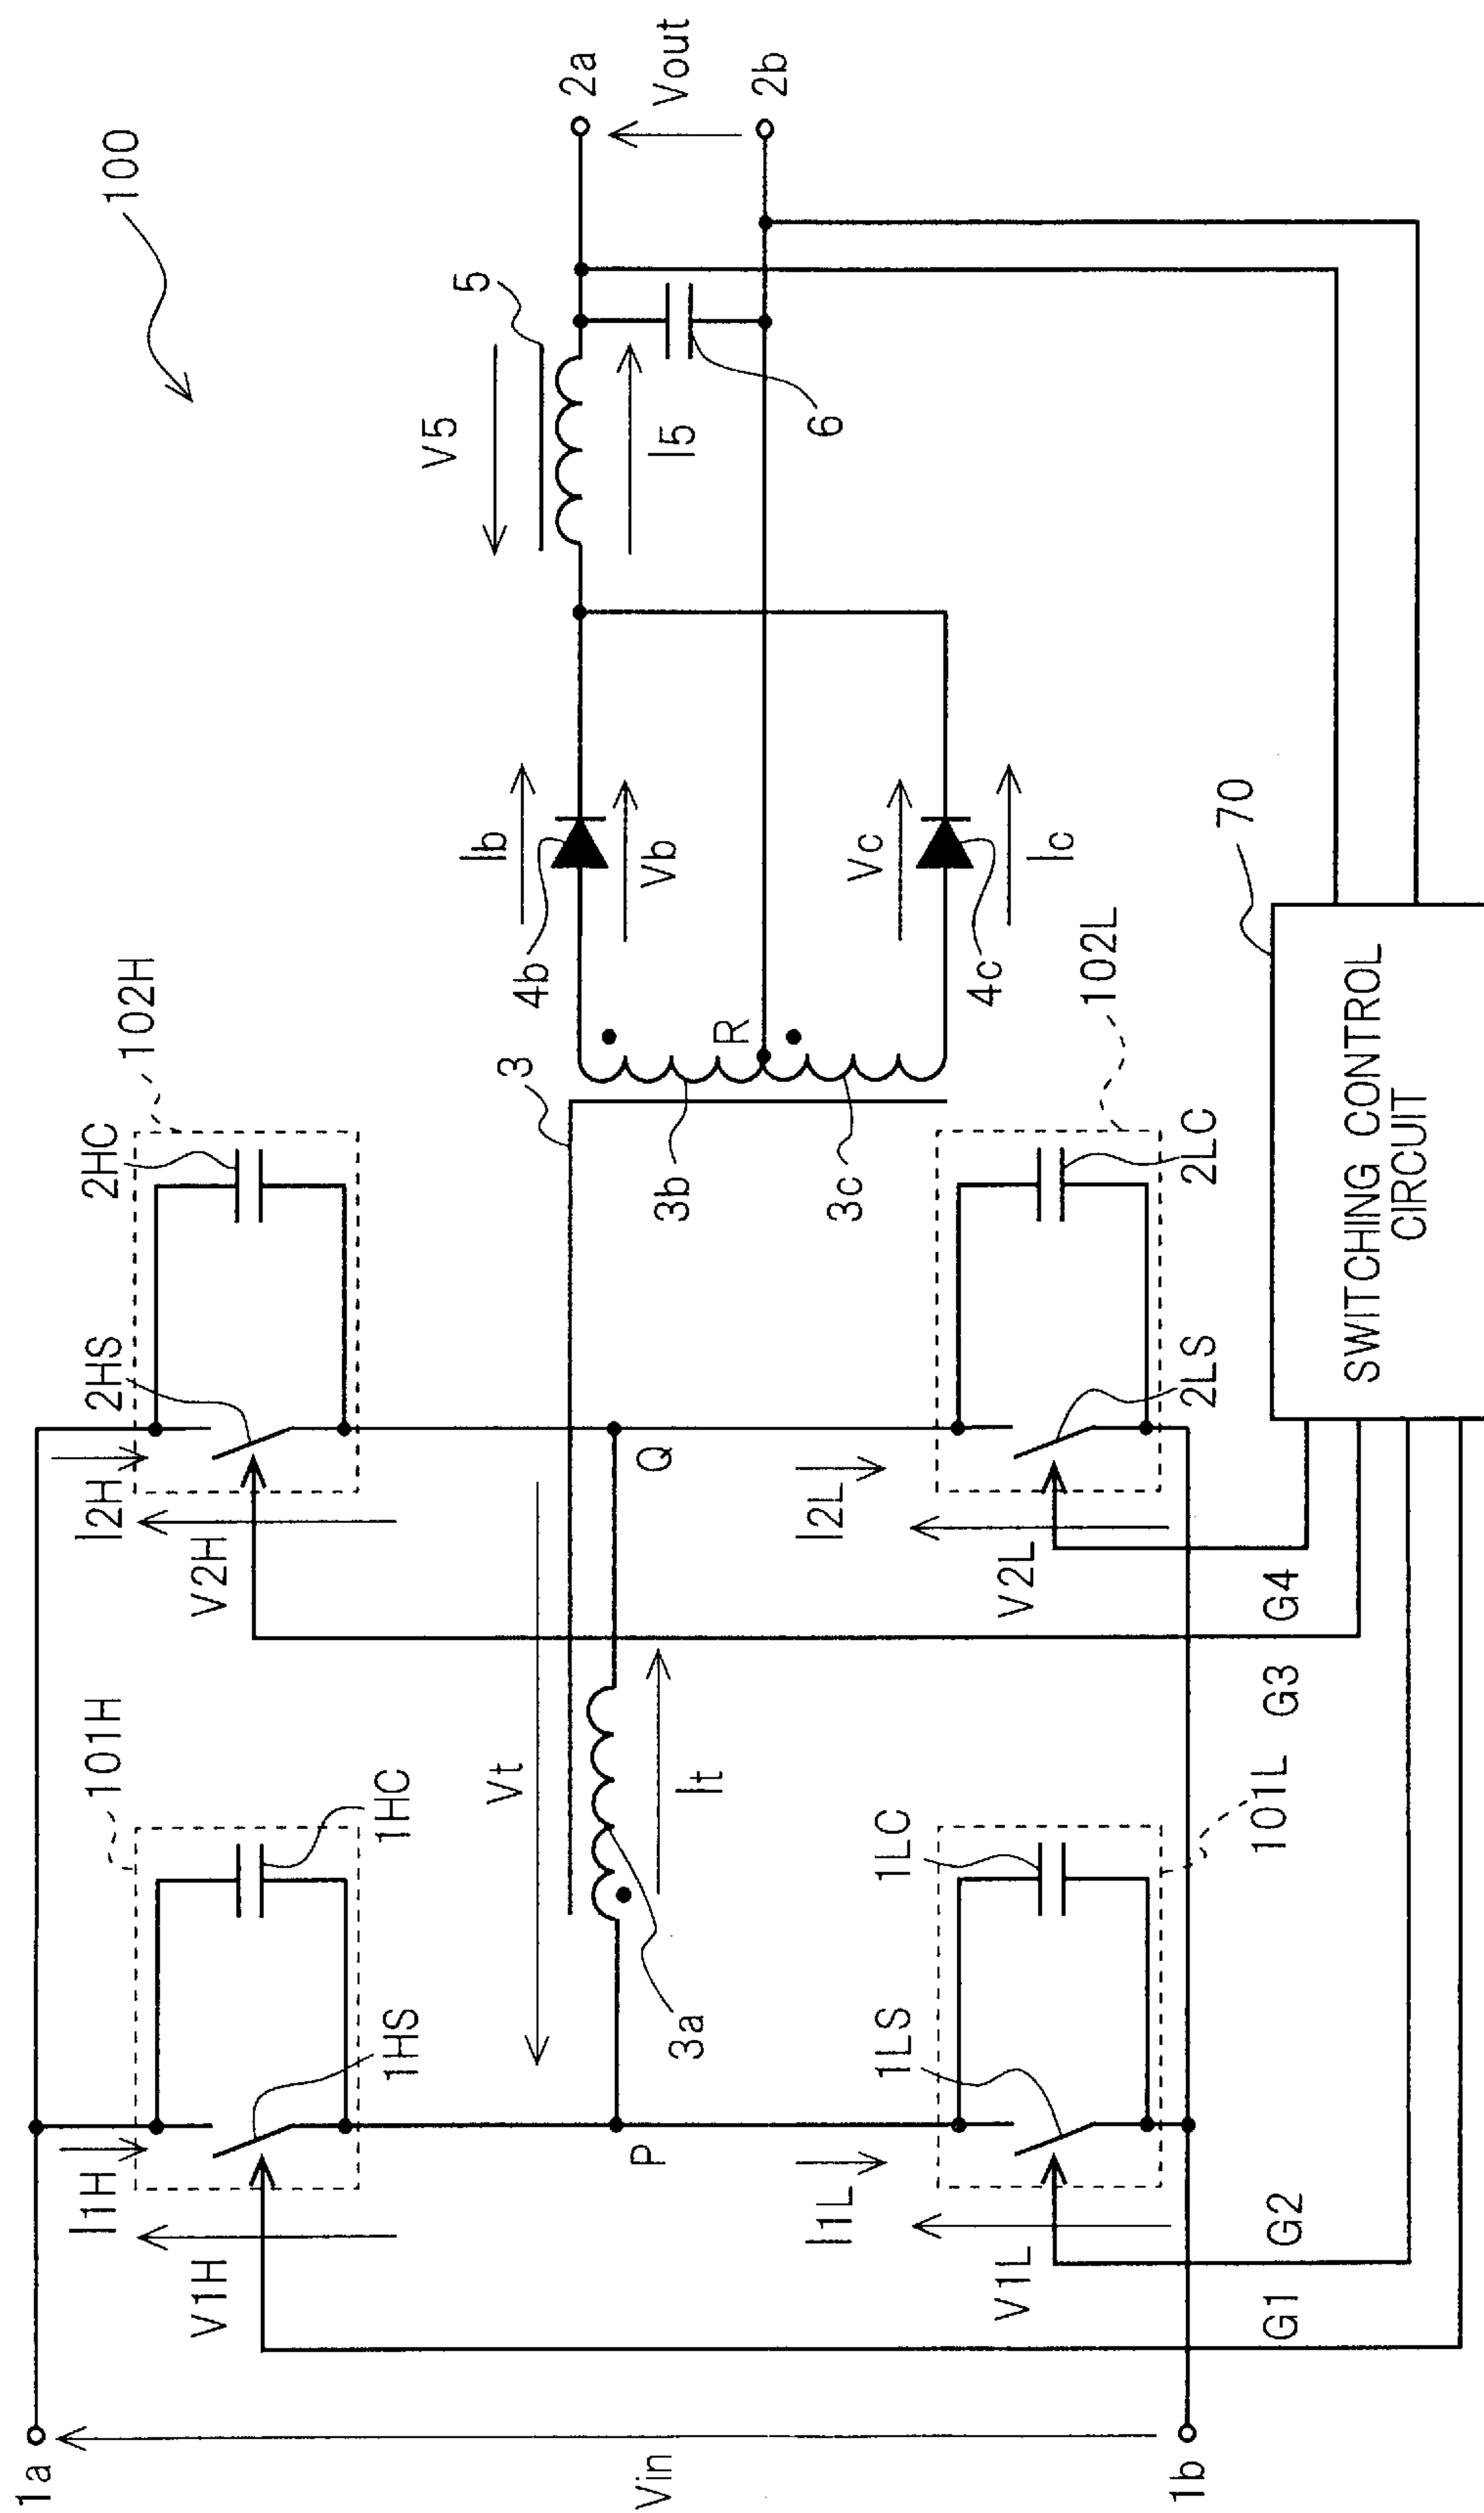 100
1a
1b
Vin
I1H
V1H
101H
1HC
1HS
I2H
V2H
2HS
2HC
102H
P
Vt
It
3a
Q
3
3b
3c
R
Ib
4b
Vb
Vc
4c
Ic
V5
5
I5
6
2a
Vout
2b
I1L
V1L
1LS
1LC
101L
I2L
V2L
2LS
2LC
102L
G1
G2
G3
G4
70
SWITCHING CONTROL
CIRCUIT